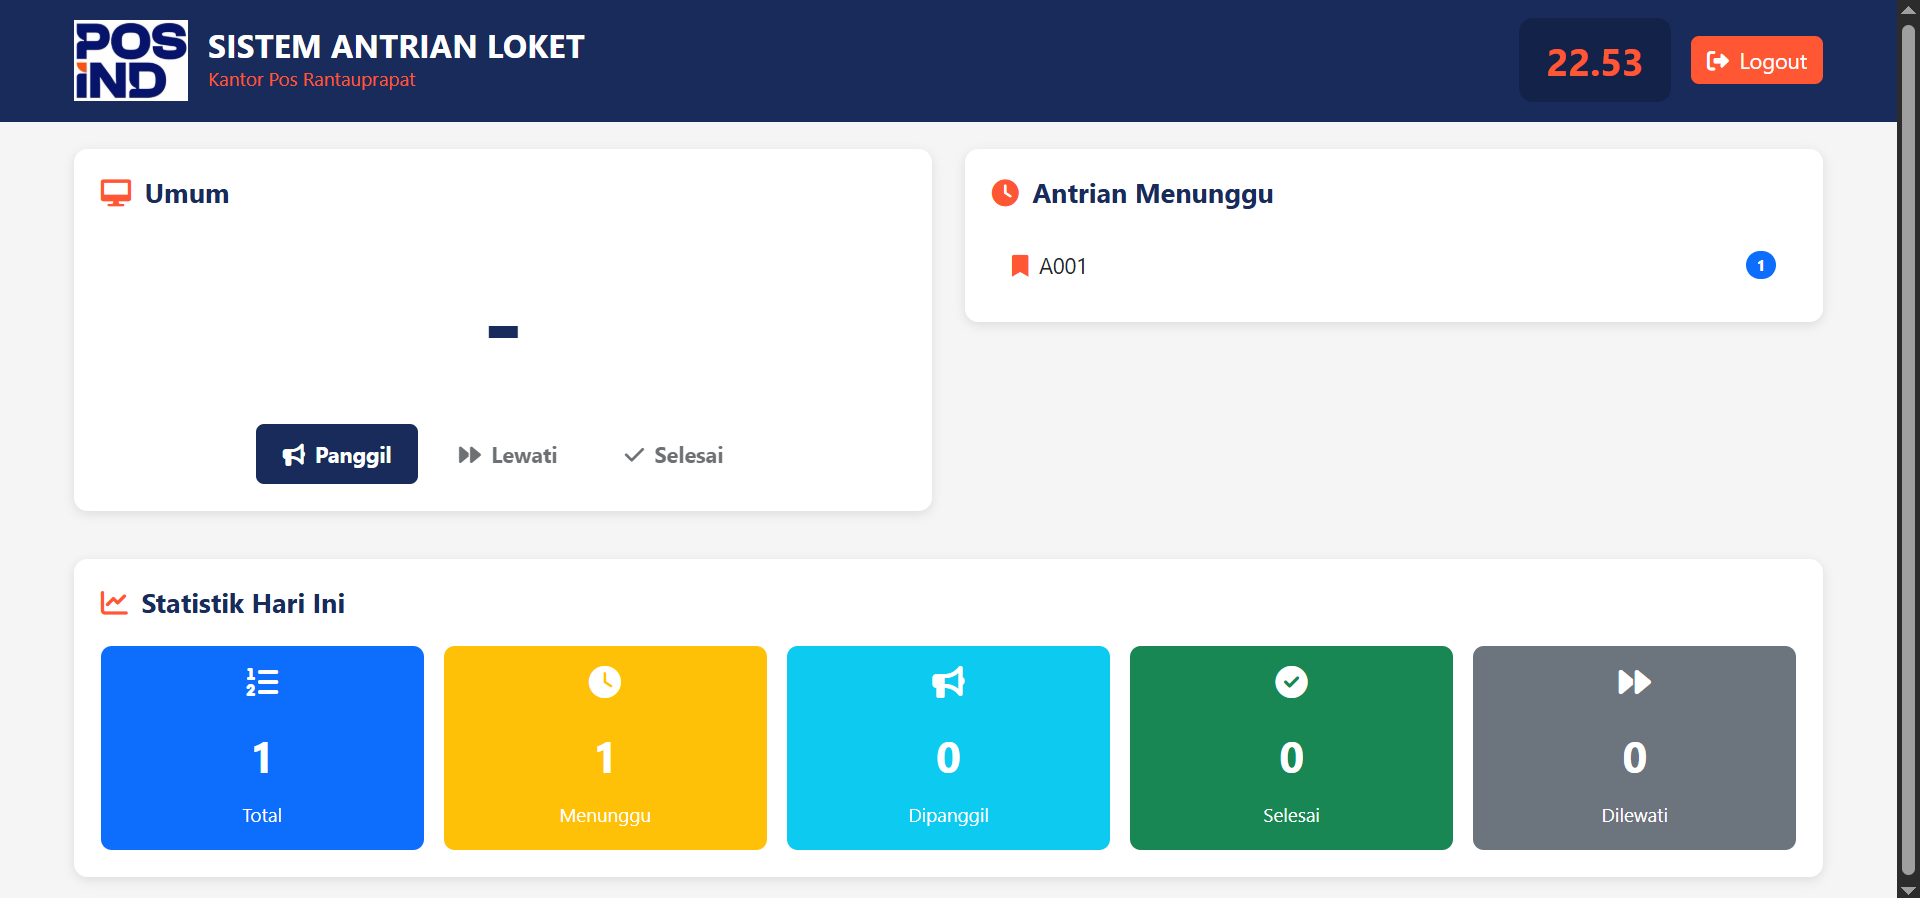 POS
IND
SISTEM ANTRIAN LOKET
Kantor Pos Rantauprapat
22.53
Logout
Umum
-
Panggil
Lewati
Selesai
Antrian Menunggu
A001
1
Statistik Hari Ini
1
Total
1
Menunggu
0
Dipanggil
0
Selesai
0
Dilewati